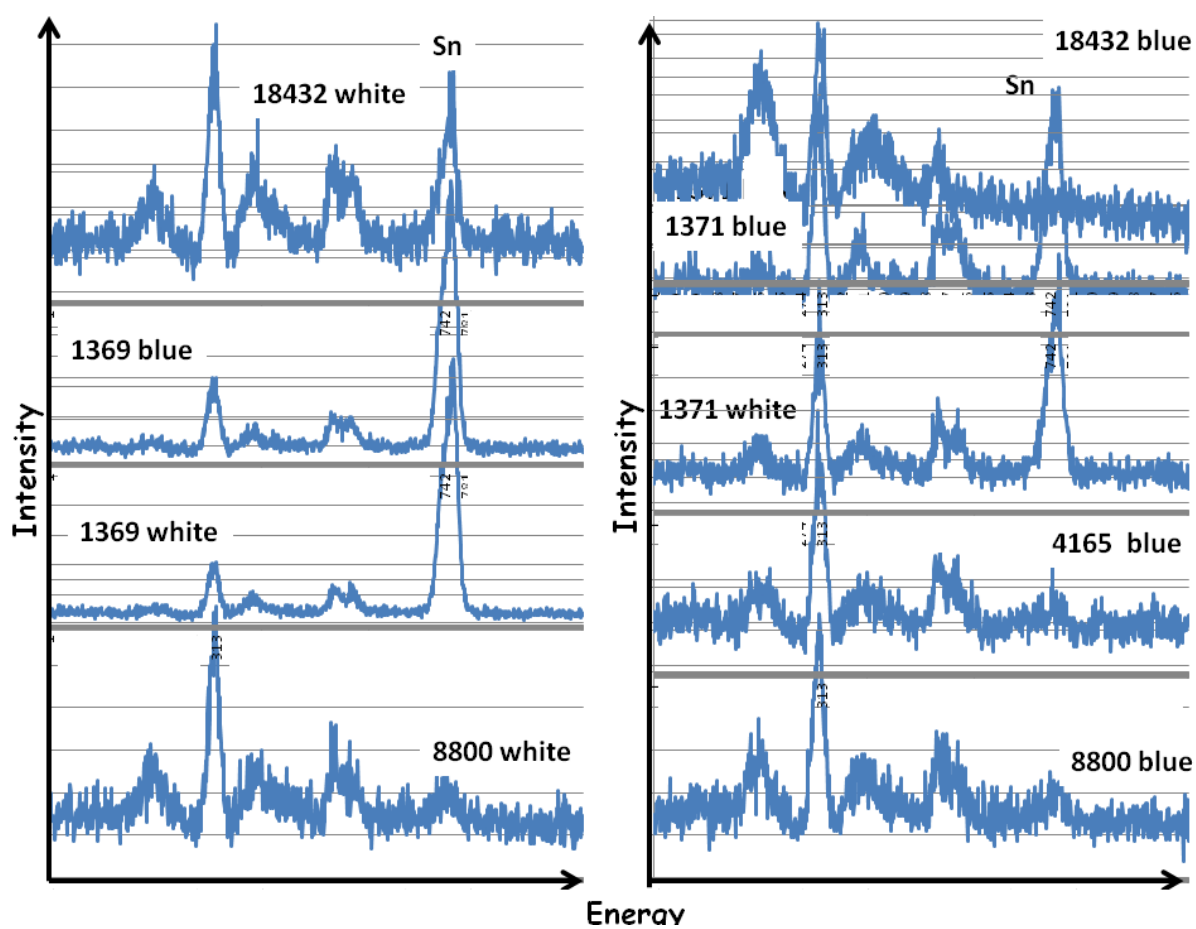 Sn
18432 white
742
1369 blue
742
1369 white
313
8800 white
Intensity
18432 blue
Sn
1371 blue
313
742
313
742
1371 white
313
4165 blue
313
8800 blue
Intensity
Energy